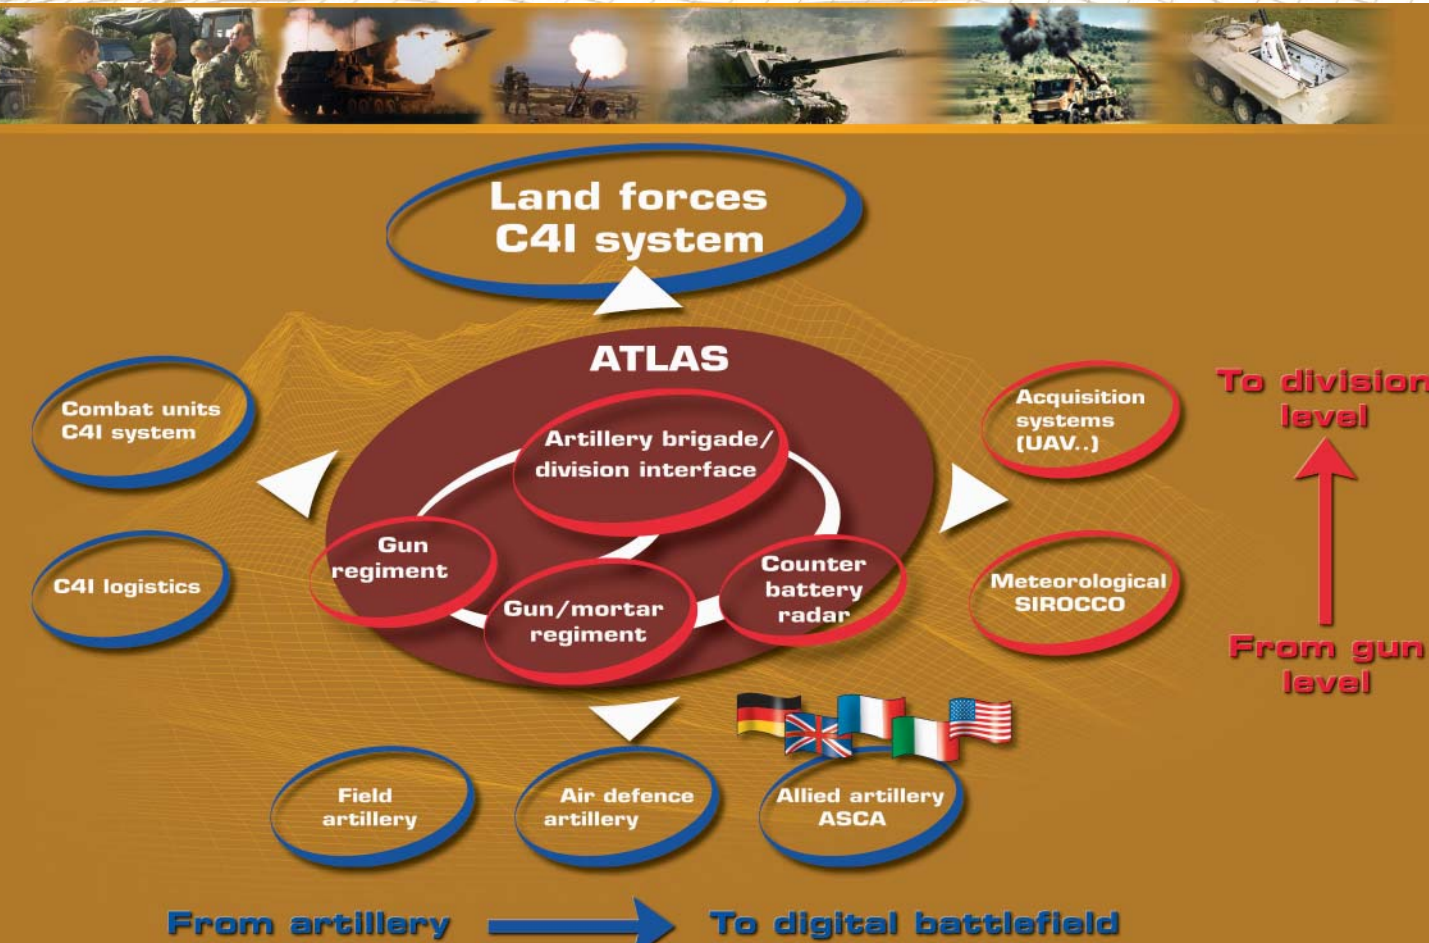 Land forces
C4I system
ATLAS
Artillery brigade/
division interface
Gun
regiment
Gun/mortar
regiment
Counter
battery
radar
Combat units
C4I system
C4I logistics
Acquisition
systems
(UAV..)
Meteorological
SIROCCO
To division
level
From gun
level
Field
artillery
Air defence
artillery
Allied artillery
ASCA
From artillery
To digital battlefield